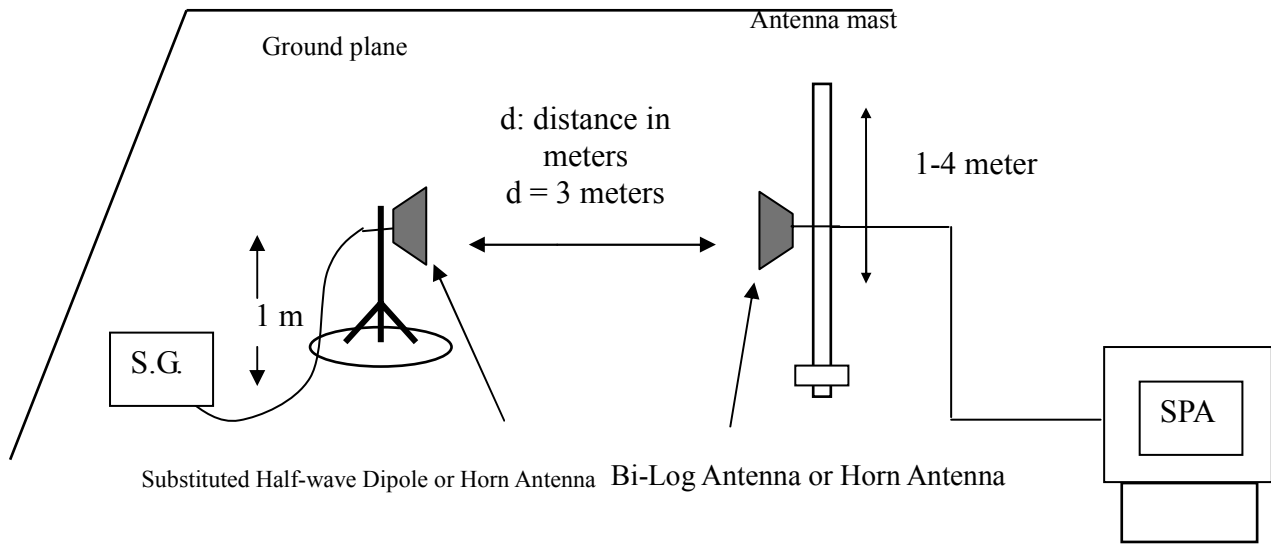 Antenna mast
Ground plane
d: distance in
meters
d = 3 meters
1-4 meter
1 m
S.G.
SPA
Substituted Half-wave Dipole or Horn Antenna
Bi-Log Antenna or Horn Antenna